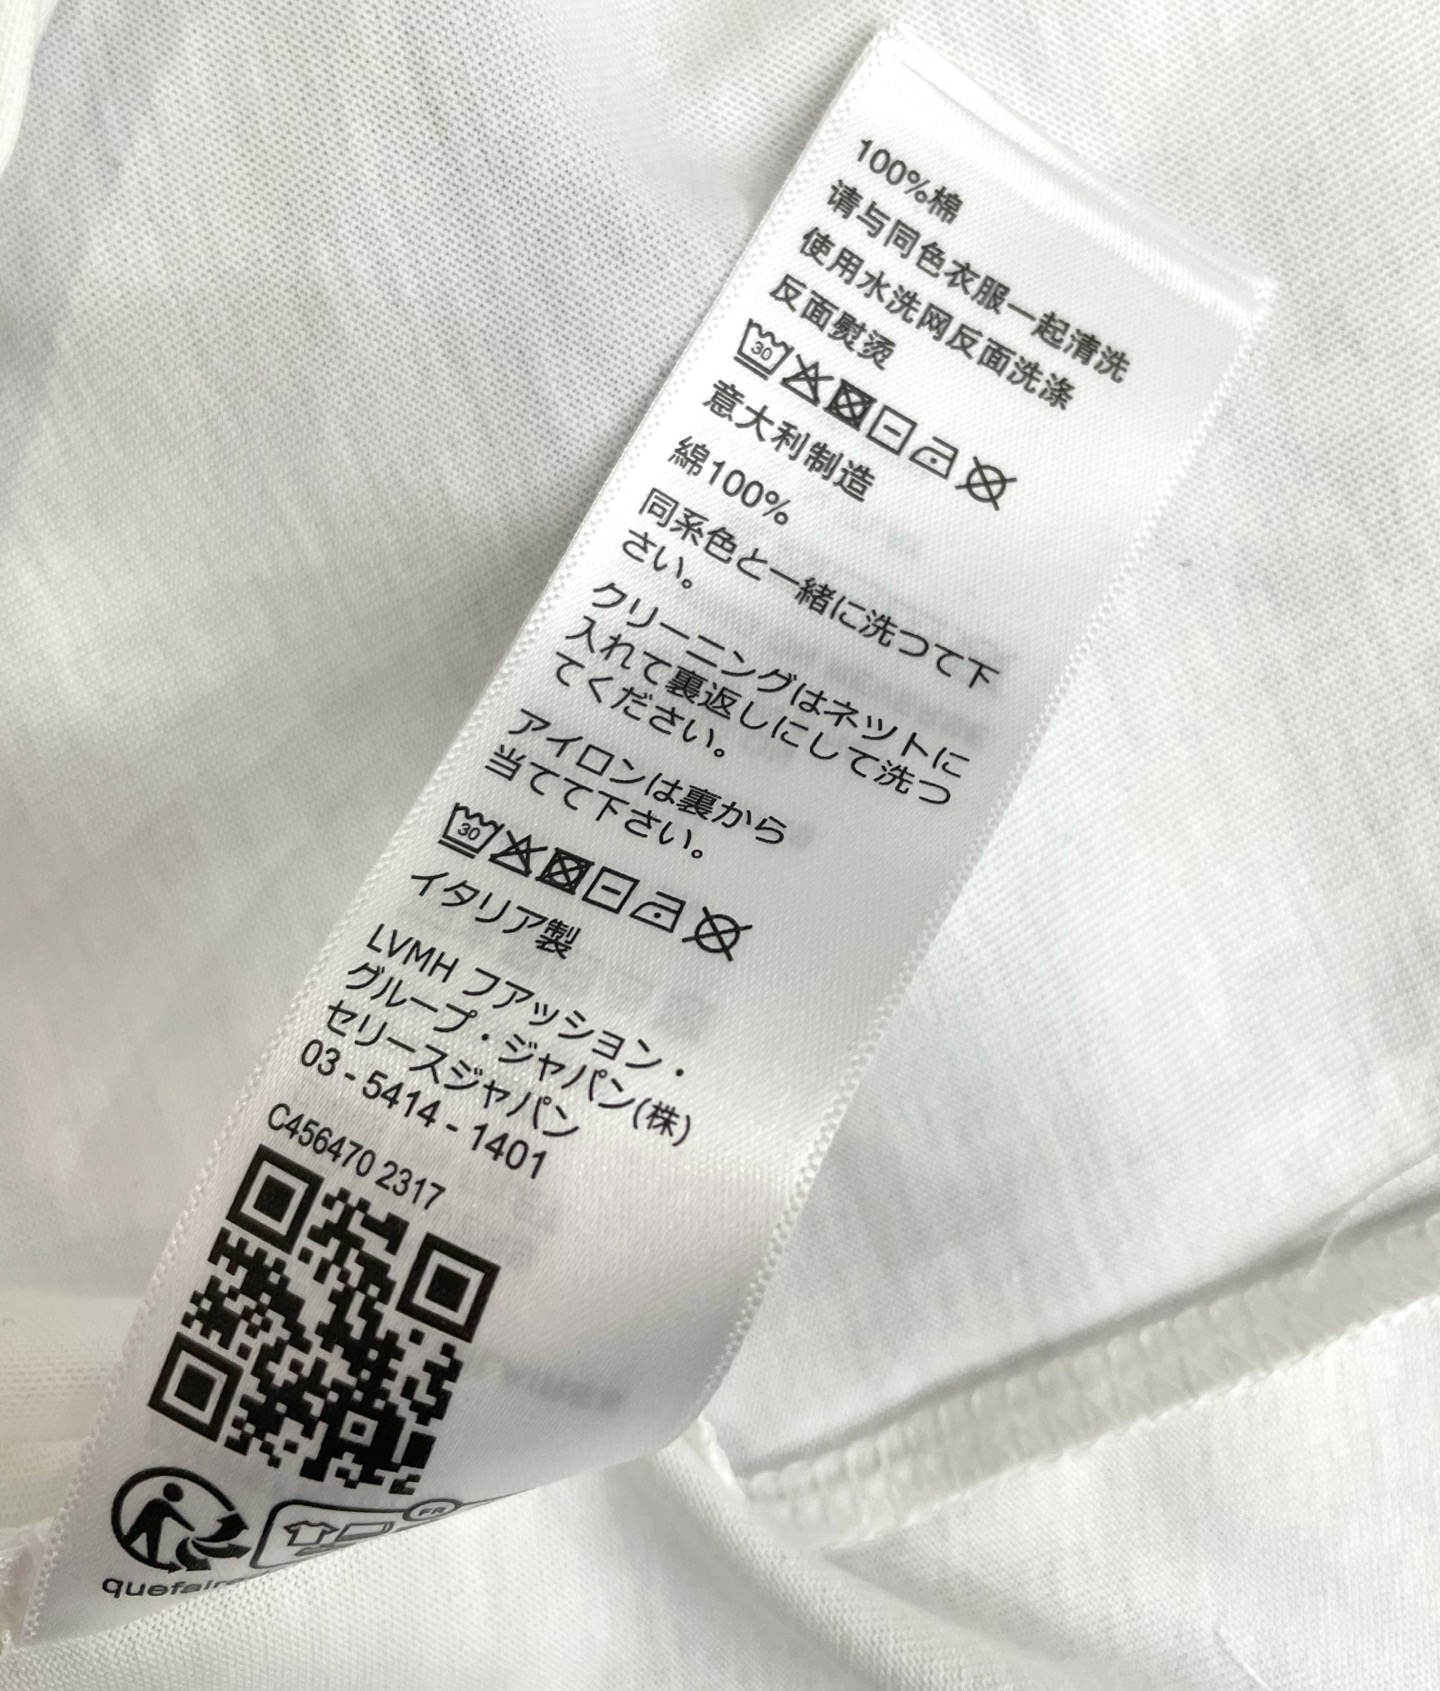 100%棉
请与同色衣服一起清洗
使用水洗网反面洗涤
反面熨烫
30
意大利制造
綿100%
同系色と一緒に洗つて下
さい。
クリーニングはネットに
入れて裏返しにして洗つ
てください。
アイロンは裏から
当てて下さい。
30
イタリア製
LVMH フアッション・
グループ・ジャパン(株)
セリースジャパン
03 - 5414 - 1401
C456470 2317
FR